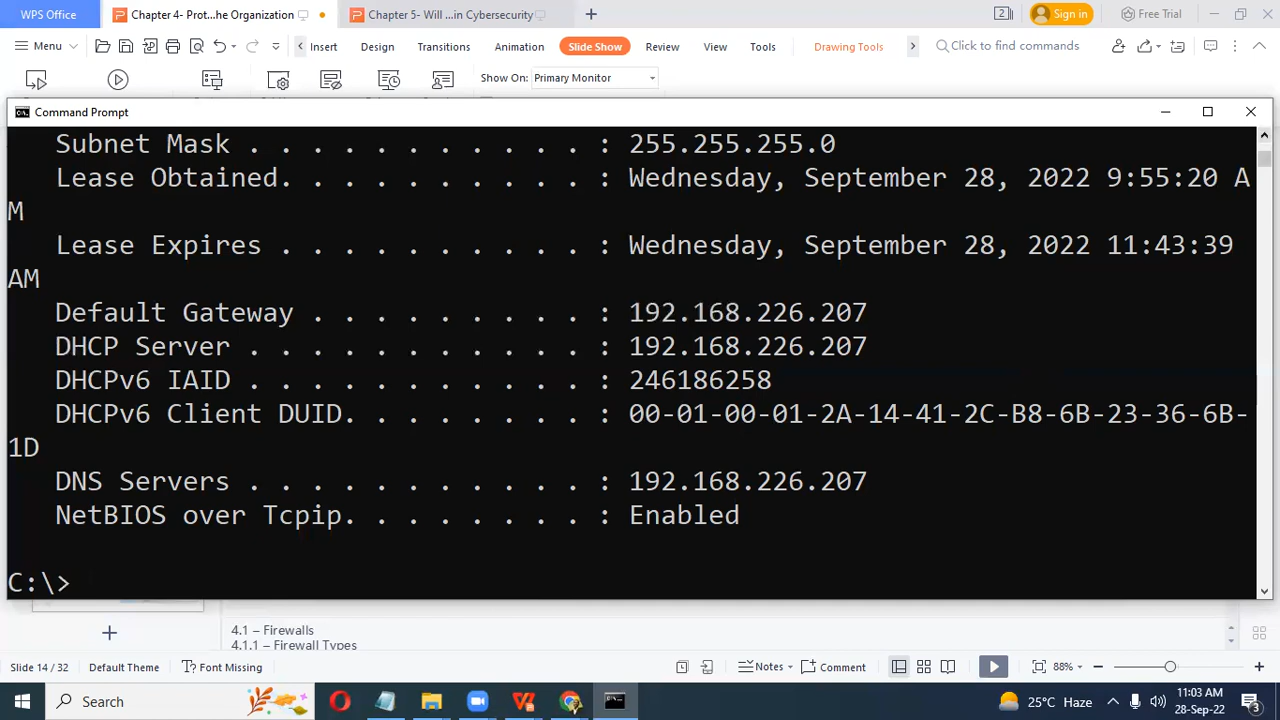 WPS Office
Chapter 4- Prot...he Organization
Chapter 5- Will ...in Cybersecurity
Sign in
Free Trial
Menu
Insert
Design
Transitions
Animation
Slide Show
Review
View
Tools
Drawing Tools
Click to find commands
Show On:
Primary Monitor
Command Prompt
Subnet Mask . . . . . . . . . . . : 255.255.255.0
Lease Obtained. . . . . . . . . . : Wednesday, September 28, 2022 9:55:20 A
M
Lease Expires . . . . . . . . . . : Wednesday, September 28, 2022 11:43:39
AM
Default Gateway . . . . . . . . . : 192.168.226.207
DHCP Server . . . . . . . . . . . : 192.168.226.207
DHCPv6 IAID . . . . . . . . . . . : 246186258
DHCPv6 Client DUID. . . . . . . . : 00-01-00-01-2A-14-41-2C-B8-6B-23-36-6B-
1D
DNS Servers . . . . . . . . . . . : 192.168.226.207
NetBIOS over Tcpip. . . . . . . . : Enabled
C:\>
4.1 – Firewalls
4.1.1 – Firewall Types
Slide 14 / 32
Default Theme
Font Missing
Notes
Comment
88%
Search
25°C Haze
11:03 AM
28-Sep-22
3